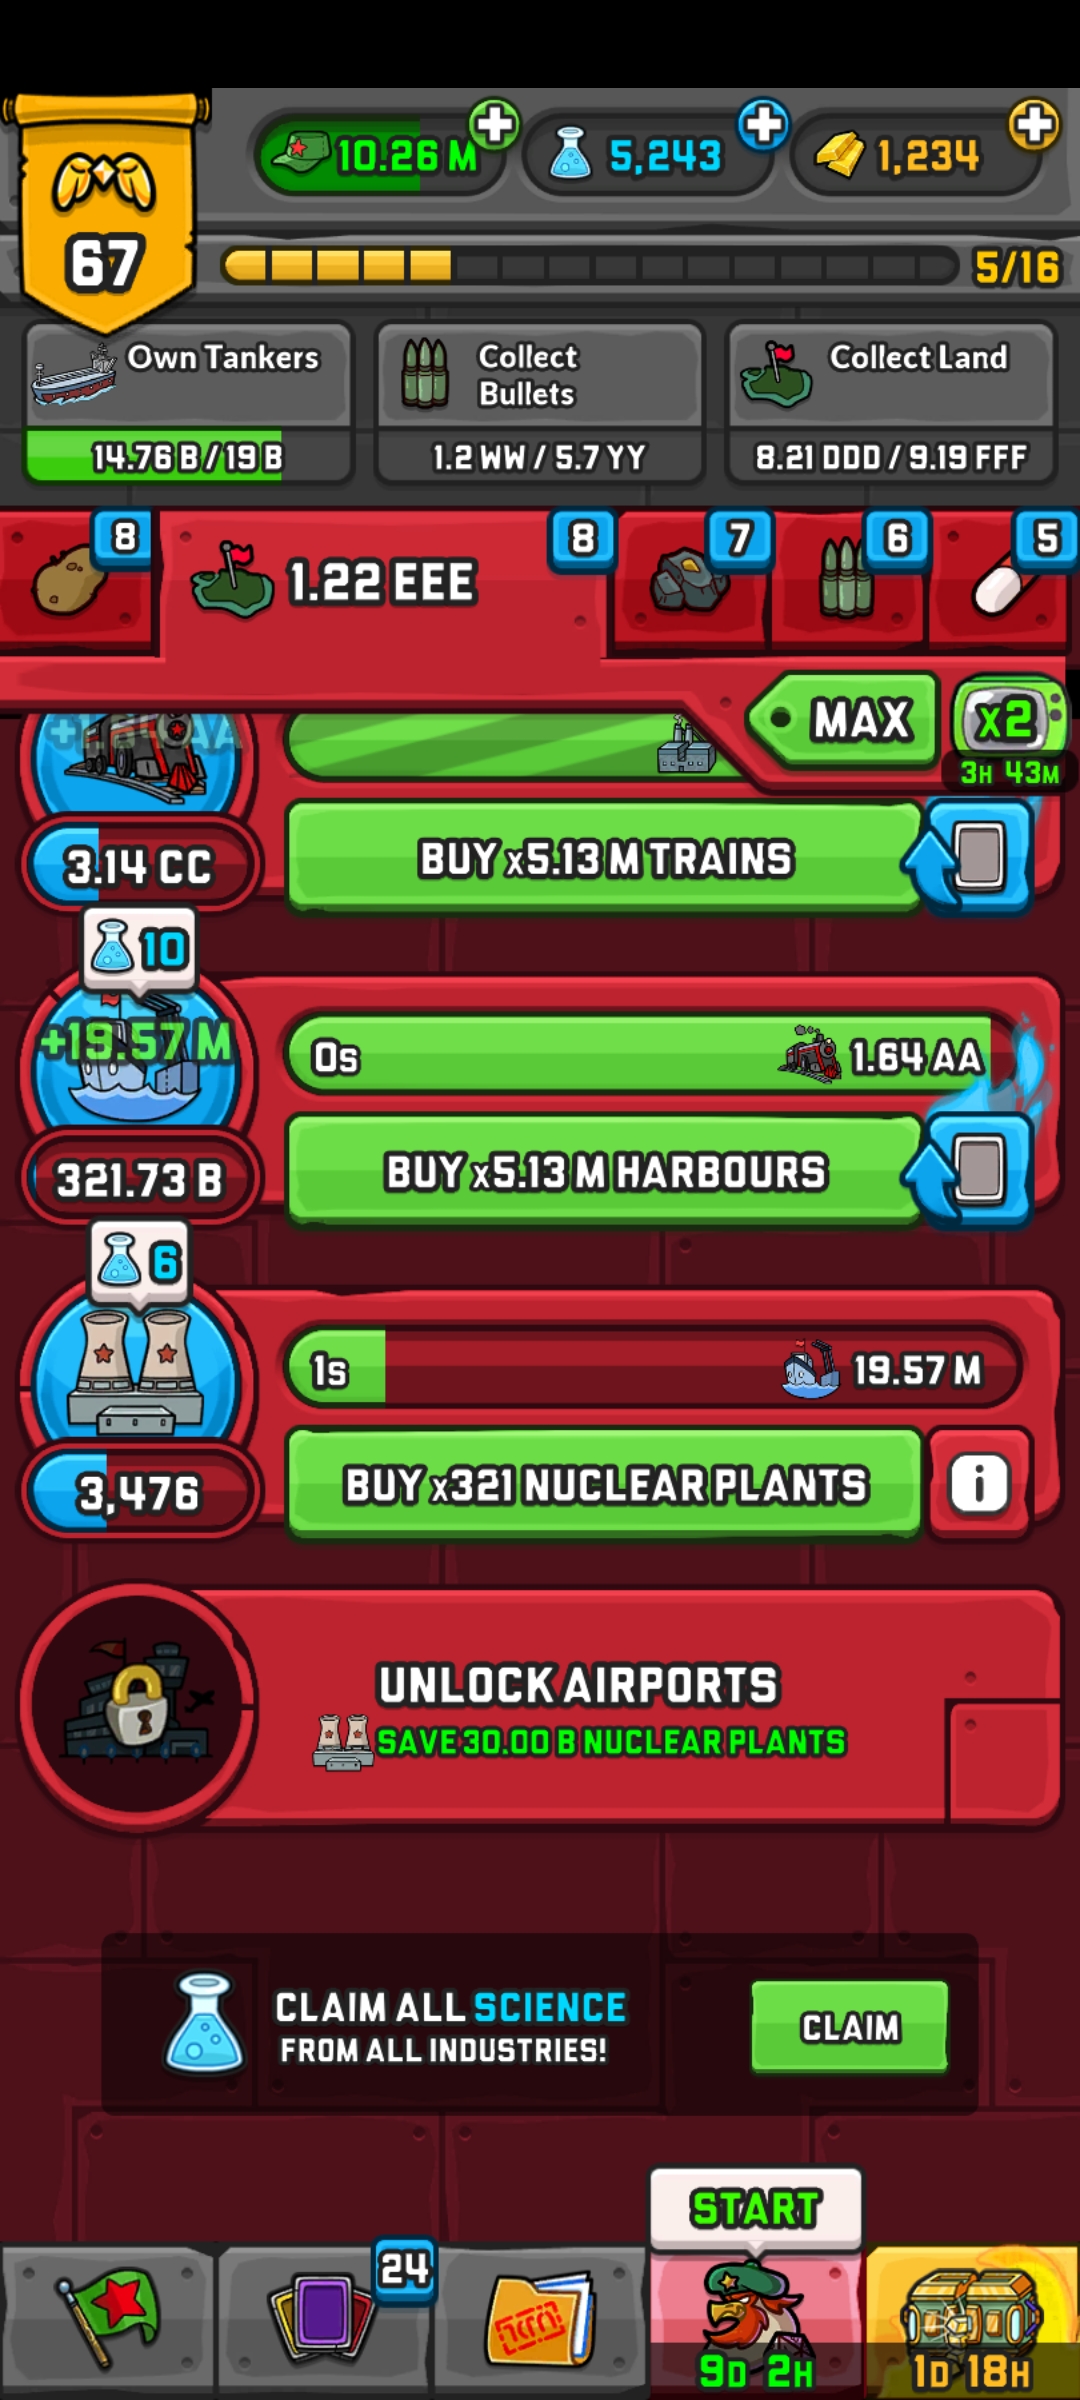 10.26 M
5,243
1,234
67
5/16
Own Tankers
14.76 B / 19 B
Collect
Bullets
1.2 WW / 5.7 YY
Collect Land
8.21 DDD / 9.19 FFF
8
1.22 EEE
8
7
6
5
MAX
x2
3H 43M
3.14 CC
BUY x5.13 M TRAINS
10
+19.57 M
0s
1.64 AA
321.73 B
BUY x5.13 M HARBOURS
6
1s
19.57 M
3,476
BUY x321 NUCLEAR PLANTS
i
UNLOCK AIRPORTS
SAVE 30.00 B NUCLEAR PLANTS
CLAIM ALL SCIENCE
FROM ALL INDUSTRIES!
CLAIM
START
24
9D 2H
1D 18H